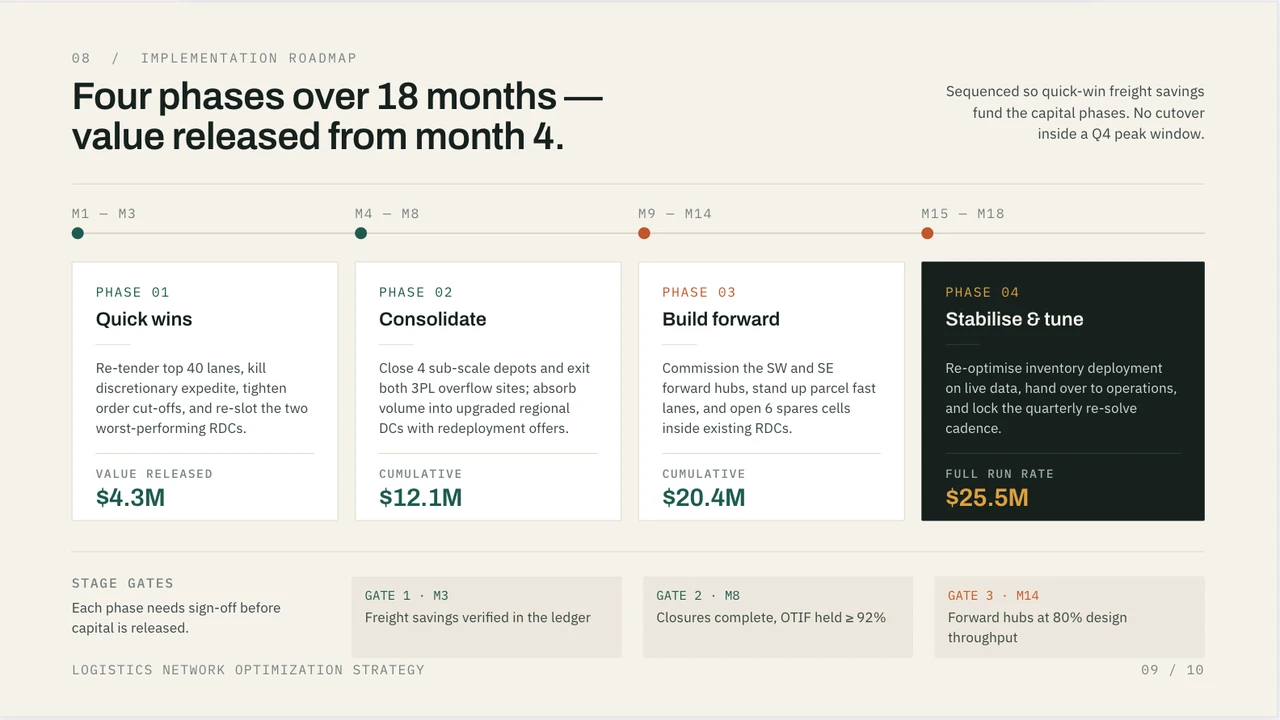 08 / IMPLEMENTATION ROADMAP
Four phases over 18 months —
value released from month 4.
Sequenced so quick-win freight savings
fund the capital phases. No cutover
inside a Q4 peak window.
M1 — M3
M4 — M8
M9 — M14
M15 — M18
PHASE 01
Quick wins
Re-tender top 40 lanes, kill
discretionary expedite, tighten
order cut-offs, and re-slot the two
worst-performing RDCs.
VALUE RELEASED
$4.3M
PHASE 02
Consolidate
Close 4 sub-scale depots and exit
both 3PL overflow sites; absorb
volume into upgraded regional
DCs with redeployment offers.
CUMULATIVE
$12.1M
PHASE 03
Build forward
Commission the SW and SE
forward hubs, stand up parcel fast
lanes, and open 6 spares cells
inside existing RDCs.
CUMULATIVE
$20.4M
PHASE 04
Stabilise & tune
Re-optimise inventory deployment
on live data, hand over to operations,
and lock the quarterly re-solve
cadence.
FULL RUN RATE
$25.5M
STAGE GATES
Each phase needs sign-off before
capital is released.
GATE 1 · M3
Freight savings verified in the ledger
GATE 2 · M8
Closures complete, OTIF held ≥ 92%
GATE 3 · M14
Forward hubs at 80% design
throughput
LOGISTICS NETWORK OPTIMIZATION STRATEGY
09 / 10